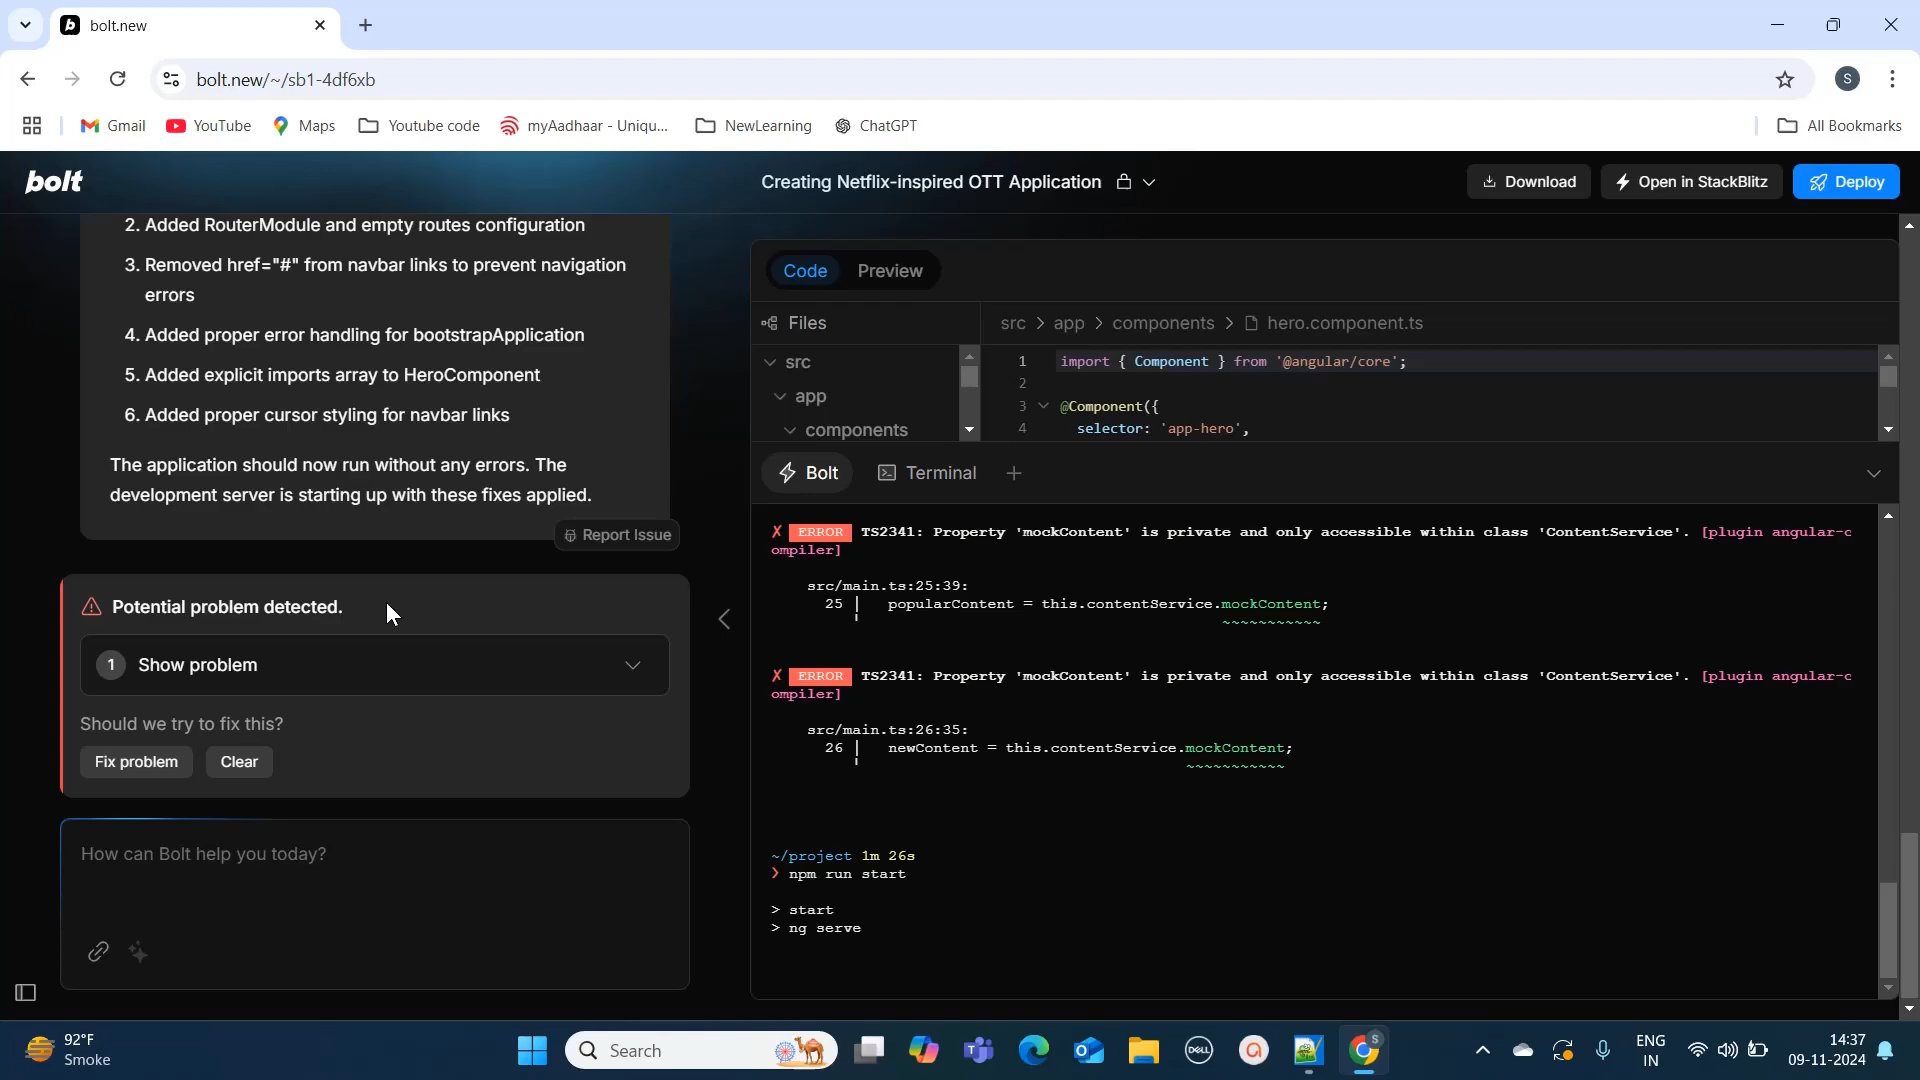 bolt.new
bolt.new/~/sb1-4df6xb
S
Gmail
YouTube
Maps
Youtube code
myAadhaar - Uniqu...
NewLearning
ChatGPT
All Bookmarks
bolt
Creating Netflix-inspired OTT Application
Download
Open in StackBlitz
Deploy
2. Added RouterModule and empty routes configuration
3. Removed href="#" from navbar links to prevent navigation
errors
4. Added proper error handling for bootstrapApplication
5. Added explicit imports array to HeroComponent
6. Added proper cursor styling for navbar links
The application should now run without any errors. The
development server is starting up with these fixes applied.
Report Issue
Potential problem detected.
1 Show problem
Should we try to fix this?
Fix problem
Clear
How can Bolt help you today?
Code
Preview
Files
src > app > components > hero.component.ts
src
app
components
1 import { Component } from '@angular/core';
2
3 @Component({
4 selector: 'app-hero',
Bolt
Terminal
✗ ERROR TS2341: Property 'mockContent' is private and only accessible within class 'ContentService'. [plugin angular-c
ompiler]
src/main.ts:25:39:
25 │ popularContent = this.contentService.mockContent;
~~~~~~~~~~~
✗ ERROR TS2341: Property 'mockContent' is private and only accessible within class 'ContentService'. [plugin angular-c
ompiler]
src/main.ts:26:35:
26 │ newContent = this.contentService.mockContent;
~~~~~~~~~~~
~/project 1m 26s
❯ npm run start
> start
> ng serve
92°F
Smoke
Search
DELL
S
ENG
IN
14:37
09-11-2024